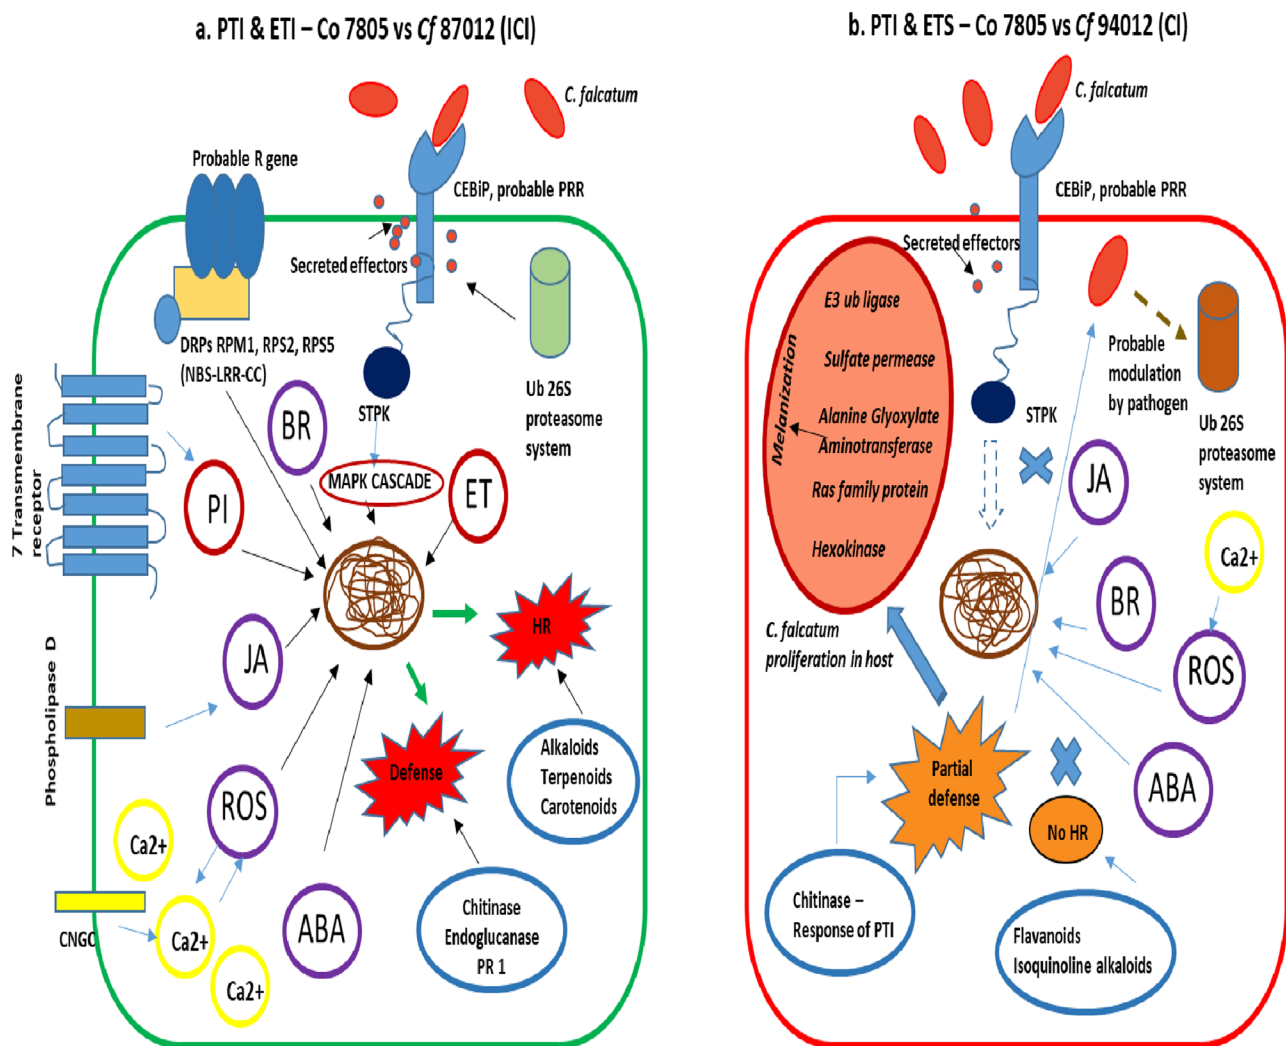 a. PTI & ETI – Co 7805 vs Cf 87012 (ICI)
C. falcatum
Probable R gene
CEBiP, probable PRR
Secreted effectors
DRPs RPM1, RPS2, RPS5
(NBS-LRR-CC)
BR
STPK
Ub 26S
proteasome
system
7 Transmembrane
receptor
MAPK CASCADE
PI
ET
HR
JA
Phospholipase D
Alkaloids
Terpenoids
Carotenoids
Defense
ROS
Ca2+
CNGC
Ca2+
Ca2+
ABA
Chitinase
Endoglucanase
PR 1
b. PTI & ETS – Co 7805 vs Cf 94012 (CI)
C. falcatum
CEBiP, probable PRR
Secreted effectors
E3 ub ligase
Sulfate permease
Alanine Glyoxylate
Aminotransferase
Ras family protein
Hexokinase
Melanization
Probable
modulation
by pathogen
STPK
Ub 26S
proteasome
system
JA
Ca2+
BR
C. falcatum
proliferation in host
ROS
Partial
defense
ABA
No HR
Chitinase –
Response of PTI
Flavanoids
Isoquinoline alkaloids